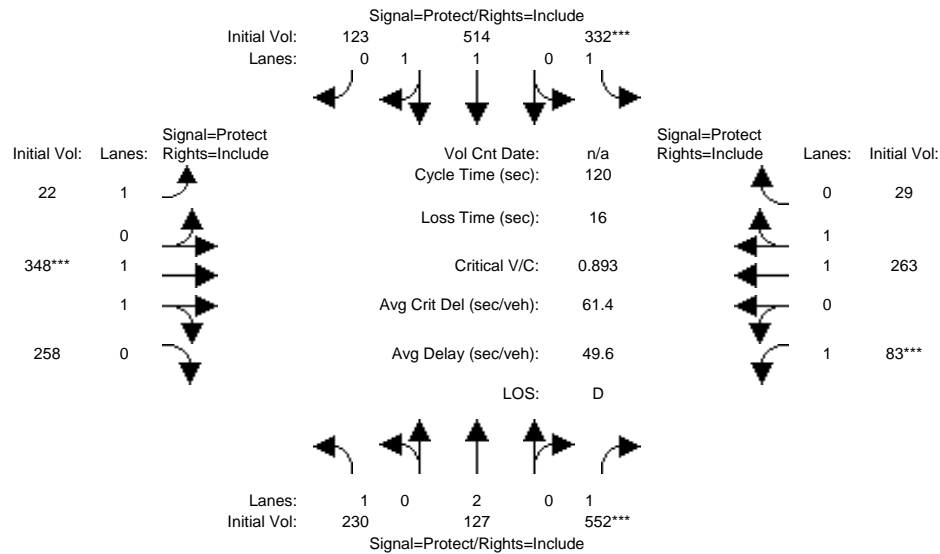 Signal=Protect/Rights=Include
Initial Vol: 123 514 332***
Lanes: 0 1 1 0 1
Signal=Protect
Initial Vol: Lanes: Rights=Include
Vol Cnt Date: n/a
Signal=Protect
Rights=Include Lanes: Initial Vol:
Cycle Time (sec): 120
22 1
0 29
Loss Time (sec): 16
0
1
348*** 1
Critical V/C: 0.893
1 263
1
Avg Crit Del (sec/veh): 61.4
0
258 0
Avg Delay (sec/veh): 49.6
1 83***
LOS: D
Lanes: 1 0 2 0 1
Initial Vol: 230 127 552***
Signal=Protect/Rights=Include